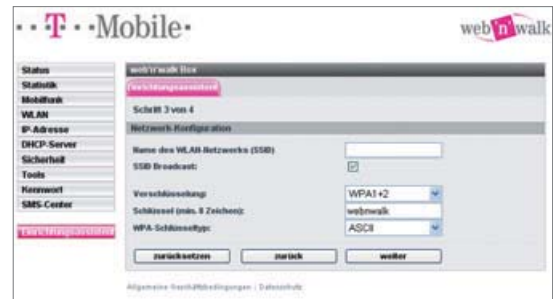 ··T··Mobile·
web'n'walk
Status
Statistik
Mobilfunk
WLAN
IP-Adresse
DHCP-Server
Sicherheit
Tools
Kennwort
SMS-Center
Einrichtungsassistent
web'n'walk Box
Einrichtungsassistent
Schritt 3 von 4
Netzwerk-Konfiguration
Name des WLAN-Netzwerks (SSID)
SSID Broadcast:
Verschlüsselung: WPA1+2
Schlüssel (min. 8 Zeichen): webnwalk
WPA-Schlüsseltyp: ASCII
zurücksetzen zurück weiter
Allgemeine Geschäftsbedingungen | Datenschutz